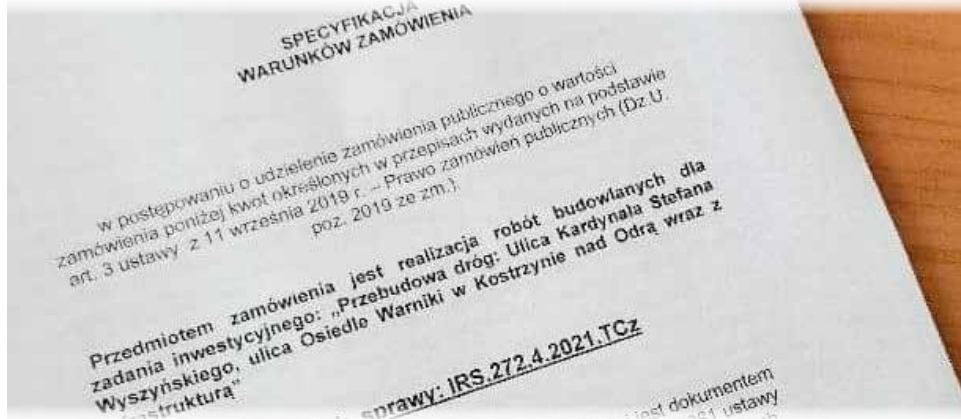 SPECYFIKACJA
WARUNKÓW ZAMÓWIENIA
w postępowaniu o udzielenie zamówienia publicznego o wartości
zamówienia poniżej kwot określonych w przepisach wydanych na podstawie
art. 3 ustawy z 11 września 2019 r. – Prawo zamówień publicznych (Dz U.
poz. 2019 ze zm.).
Przedmiotem zamówienia jest realizacja robót budowlanych dla
zadania inwestycyjnego: „Przebudowa dróg: Ulica Kardynała Stefana
Wyszyńskiego, ulica Osiedle Warniki w Kostrzynie nad Odrą wraz z
frastrukturą”
sprawy: IRS.272.4.2021.TCz
jest dokumentem
ustawy